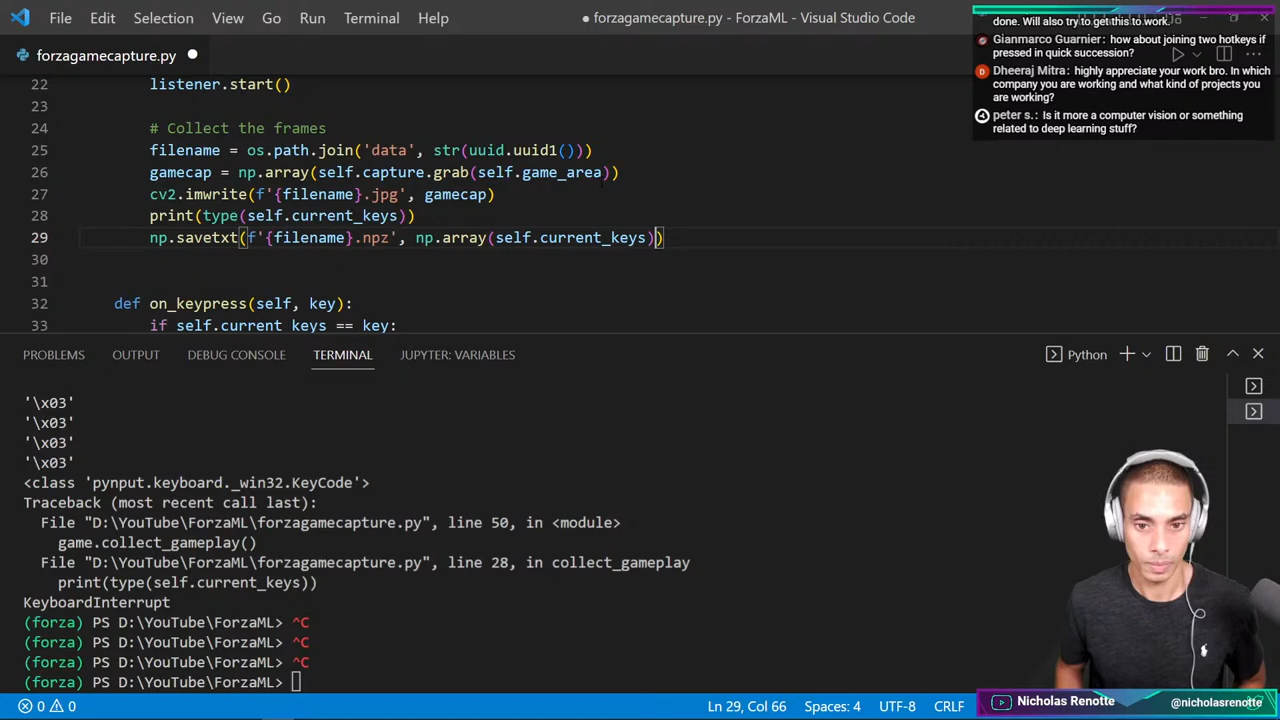 File Edit Selection View Go Run Terminal Help
● forzagamecapture.py - ForzaML - Visual Studio Code
done. Will also try to get this to work.
Gianmarco Guarnier: how about joining two hotkeys if
pressed in quick succession?
D Dheeraj Mitra: highly appreciate your work bro. In which
company you are working and what kind of projects you
are working?
peter s.: Is it more a computer vision or something
related to deep learning stuff?
forzagamecapture.py ●
22 listener.start()
23
24 # Collect the frames
25 filename = os.path.join('data', str(uuid.uuid1()))
26 gamecap = np.array(self.capture.grab(self.game_area))
27 cv2.imwrite(f'{filename}.jpg', gamecap)
28 print(type(self.current_keys))
29 np.savetxt(f'{filename}.npz', np.array(self.current_keys))
30
31
32 def on_keypress(self, key):
33 if self.current_keys == key:
PROBLEMS OUTPUT DEBUG CONSOLE TERMINAL JUPYTER: VARIABLES
Python
'\x03'
'\x03'
'\x03'
'\x03'
<class 'pynput.keyboard._win32.KeyCode'>
Traceback (most recent call last):
File "D:\YouTube\ForzaML\forzagamecapture.py", line 50, in <module>
game.collect_gameplay()
File "D:\YouTube\ForzaML\forzagamecapture.py", line 28, in collect_gameplay
print(type(self.current_keys))
KeyboardInterrupt
(forza) PS D:\YouTube\ForzaML> ^C
(forza) PS D:\YouTube\ForzaML> ^C
(forza) PS D:\YouTube\ForzaML> ^C
(forza) PS D:\YouTube\ForzaML>
0 0
Ln 29, Col 66 Spaces: 4 UTF-8 CRLF
Nicholas Renotte
@nicholasrenotte